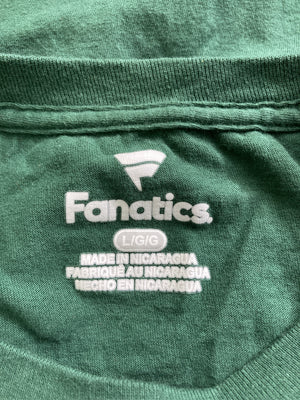 Fanatics.
L/G/G
MADE IN NICARAGUA
FABRIQUÉ AU NICARAGUA
HECHO EN NICARAGUA